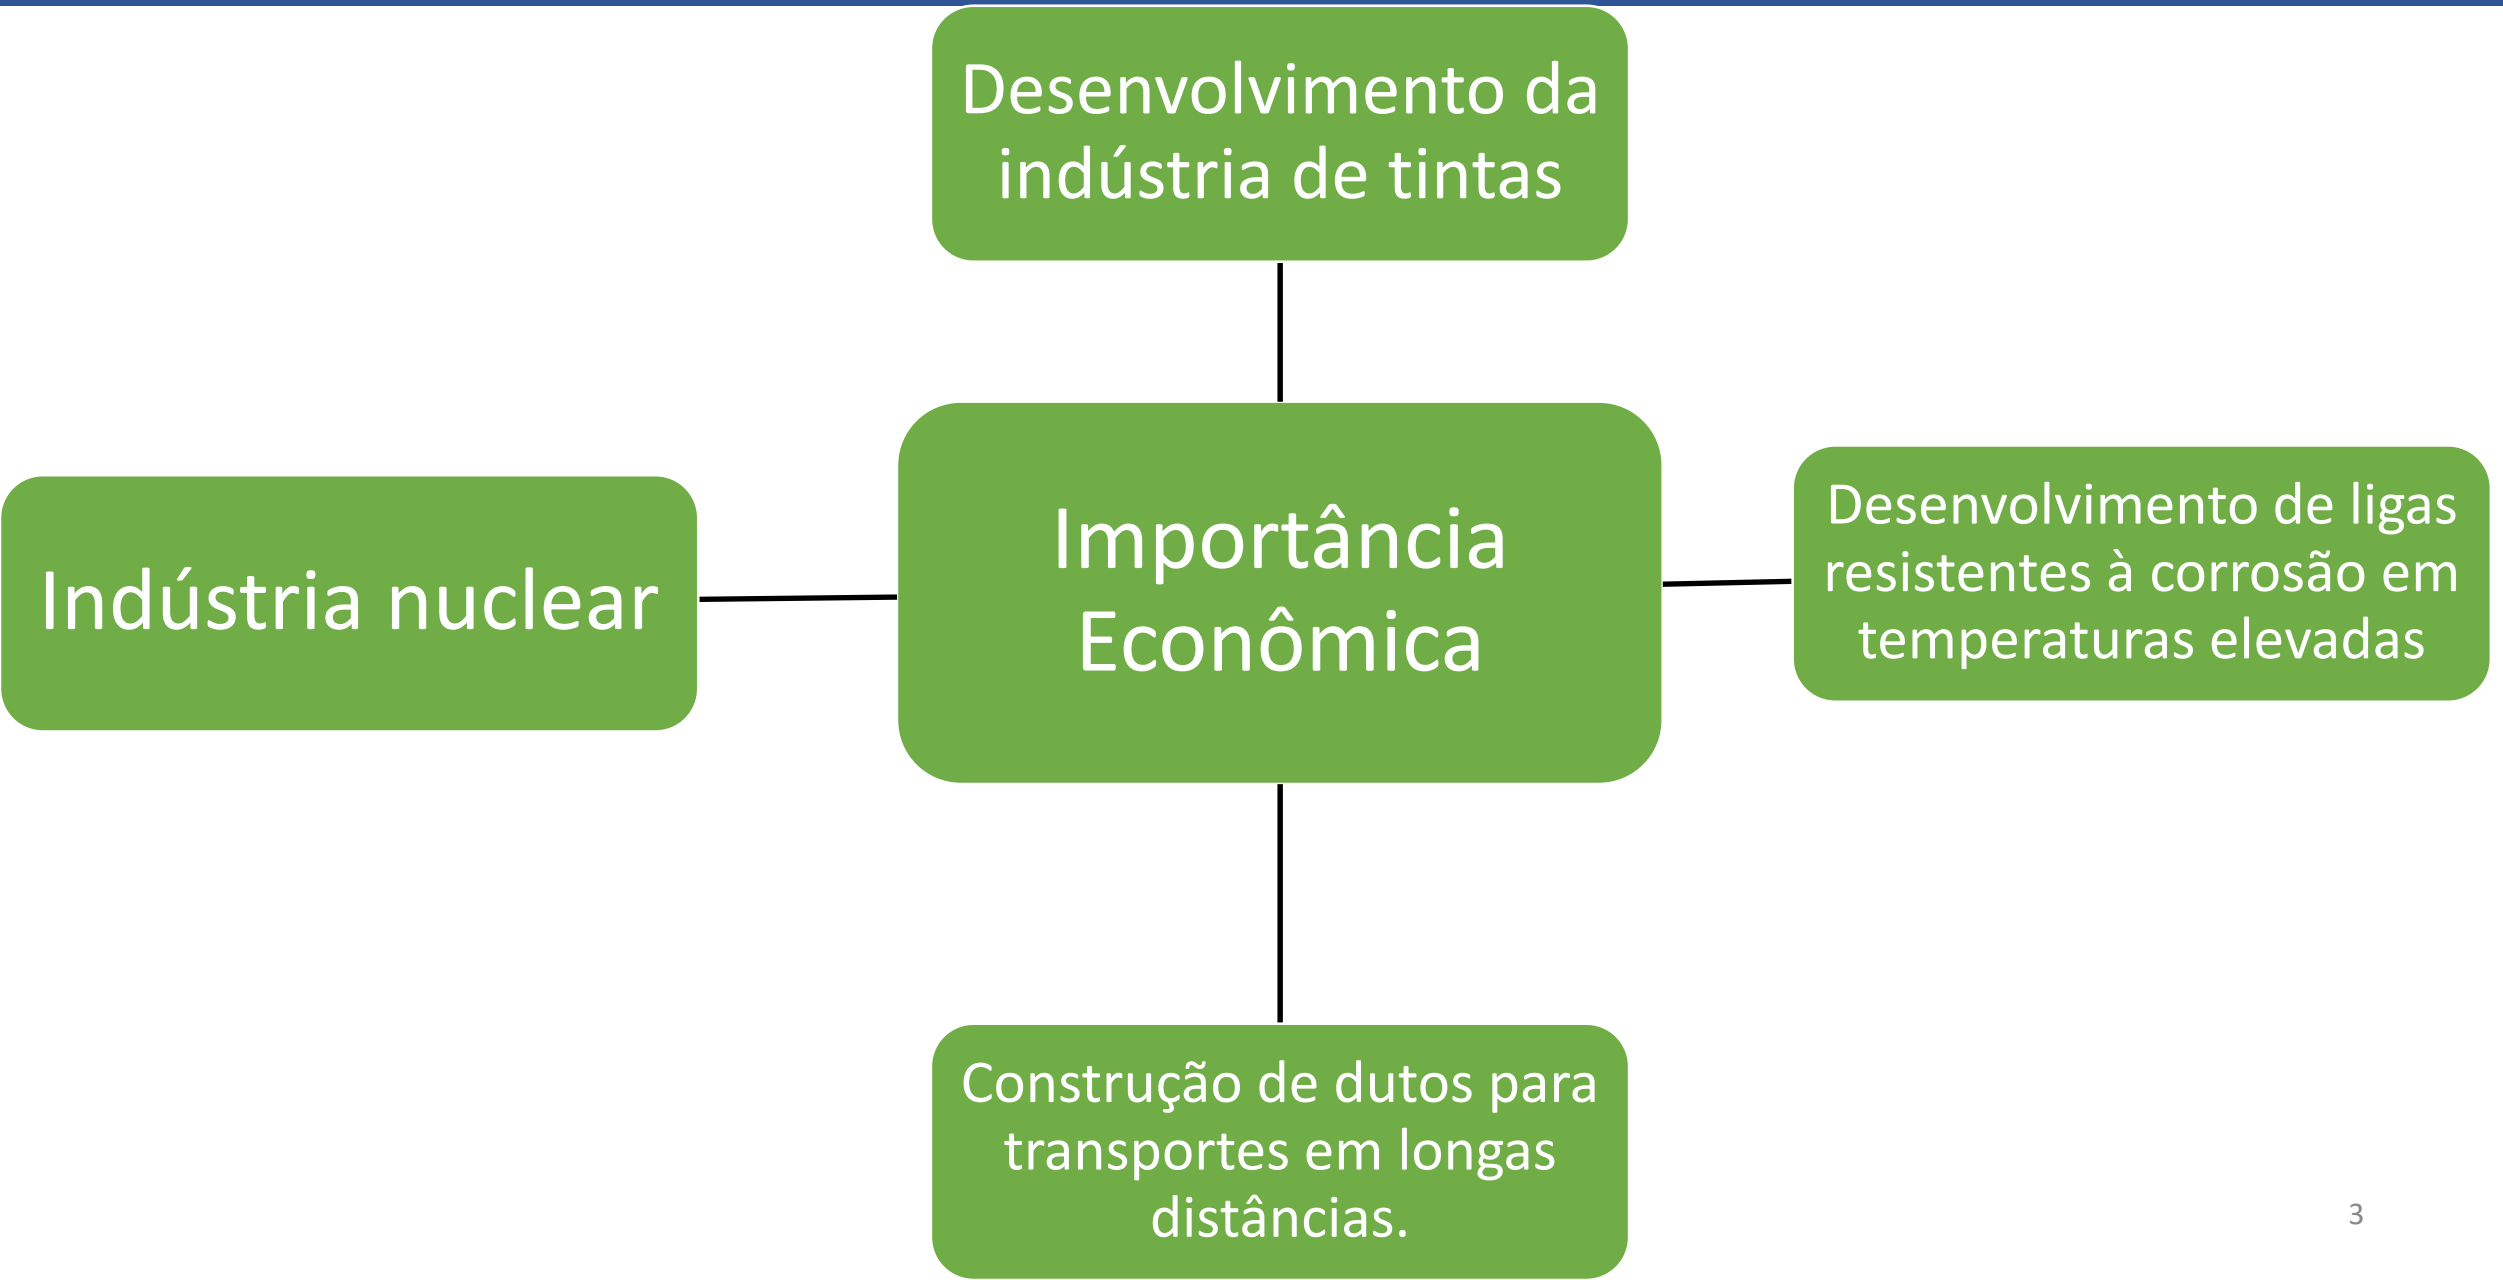 Desenvolvimento da
indústria de tintas
Importância
Econômica
Indústria nuclear
Desenvolvimento de ligas
resistentes à corrosão em
temperaturas elevadas
Construção de dutos para
transportes em longas
distâncias.
3